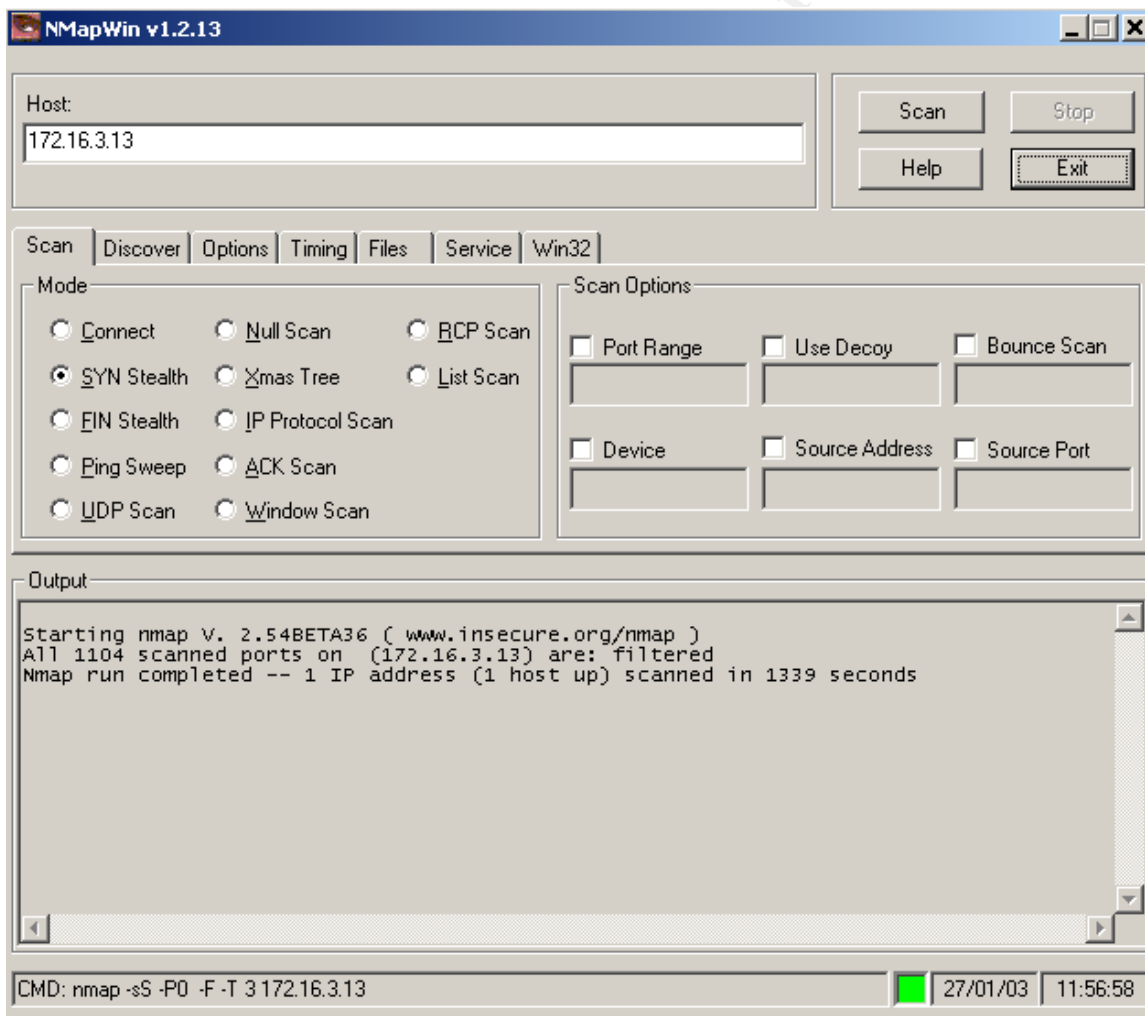 NMapWin v1.2.13
Host:
172.16.3.13
Scan Stop
Help Exit
Scan Discover Options Timing Files Service Win32
Mode
Connect Null Scan RCP Scan
SYN Stealth Xmas Tree List Scan
FIN Stealth IP Protocol Scan
Ping Sweep ACK Scan
UDP Scan Window Scan
Scan Options
Port Range Use Decoy Bounce Scan
Device Source Address Source Port
Output
Starting nmap V. 2.54BETA36 ( www.insecure.org/nmap )
All 1104 scanned ports on (172.16.3.13) are: filtered
Nmap run completed -- 1 IP address (1 host up) scanned in 1339 seconds
CMD: nmap -sS -P0 -F -T 3 172.16.3.13 27/01/03 11:56:58